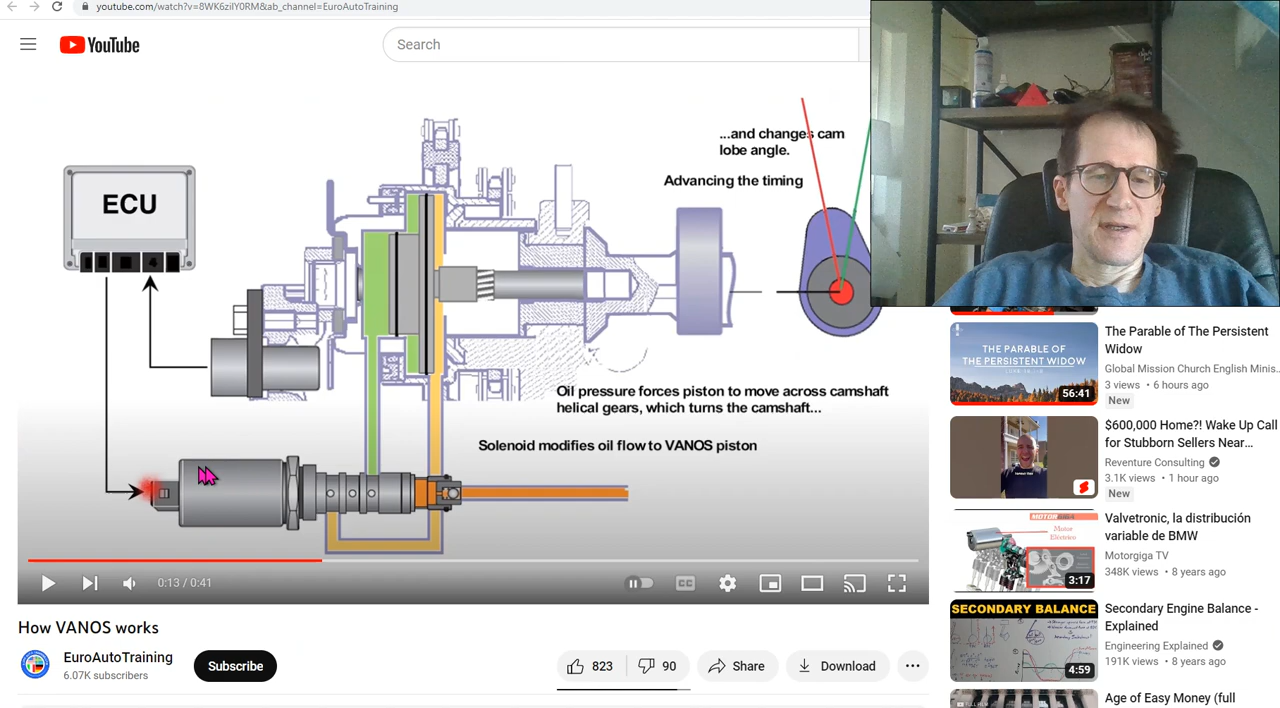 youtube.com/watch?v=8WK6zilY0RM&ab_channel=EuroAutoTraining
YouTube
Search
...and changes cam
lobe angle.
Advancing the timing
ECU
Oil pressure forces piston to move across camshaft
helical gears, which turns the camshaft...
Solenoid modifies oil flow to VANOS piston
0:13 / 0:41
CC
How VANOS works
EuroAutoTraining
6.07K subscribers
Subscribe
823
90
Share
Download
THE PARABLE OF
THE PERSISTENT
WIDOW
56:41
The Parable of The Persistent
Widow
Global Mission Church English Minis...
3 views • 6 hours ago
New
$600,000 Home?! Wake Up Call
for Stubborn Sellers Near...
Reventure Consulting
3.1K views • 1 hour ago
New
Motor
Eléctrico
3:17
Valvetronic, la distribución
variable de BMW
Motorgiga TV
348K views • 8 years ago
SECONDARY BALANCE
4:59
Secondary Engine Balance -
Explained
Engineering Explained
191K views • 8 years ago
Age of Easy Money (full